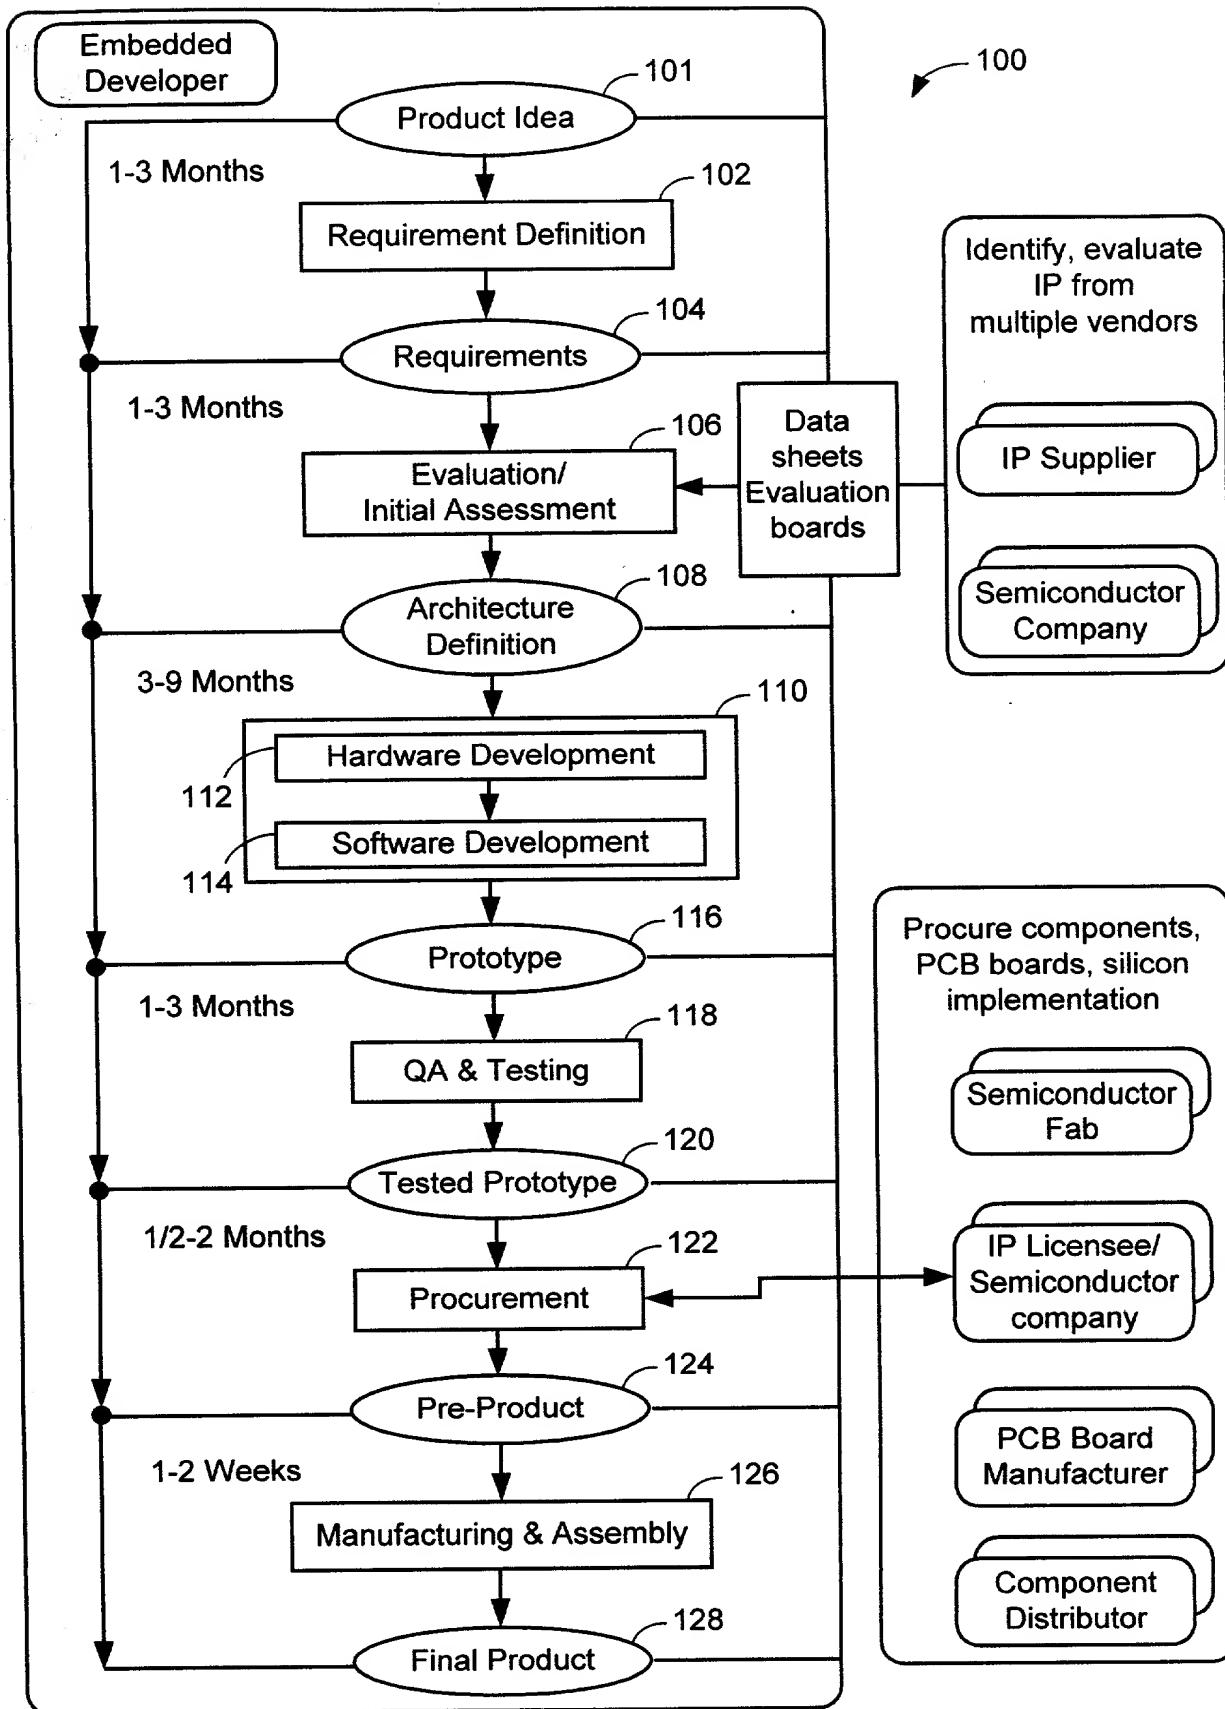 Embedded
Developer
100
101
Product Idea
1-3 Months
102
Requirement Definition
104
Requirements
1-3 Months
106
Evaluation/
Initial Assessment
Data
sheets
Evaluation
boards
Identify, evaluate
IP from
multiple vendors
IP Supplier
Semiconductor
Company
108
Architecture
Definition
3-9 Months
110
Hardware Development
112
Software Development
114
116
Prototype
1-3 Months
118
QA & Testing
120
Tested Prototype
1/2-2 Months
122
Procurement
124
Pre-Product
1-2 Weeks
126
Manufacturing & Assembly
128
Final Product
Procure components,
PCB boards, silicon
implementation
Semiconductor
Fab
IP Licensee/
Semiconductor
company
PCB Board
Manufacturer
Component
Distributor